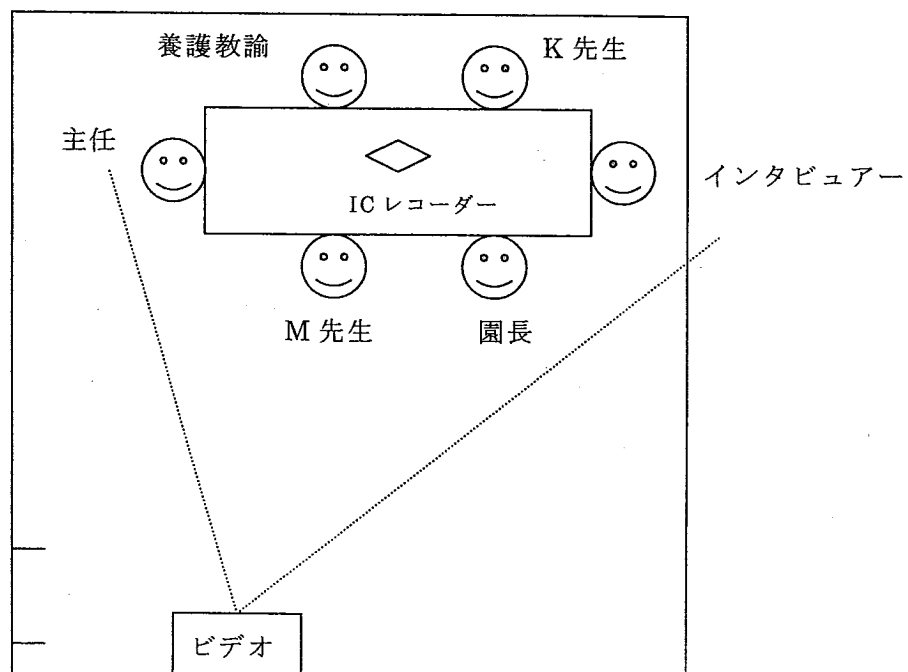 養護教諭
K 先生
主任
インタビュアー
IC レコーダー
M 先生
園長
ビデオ